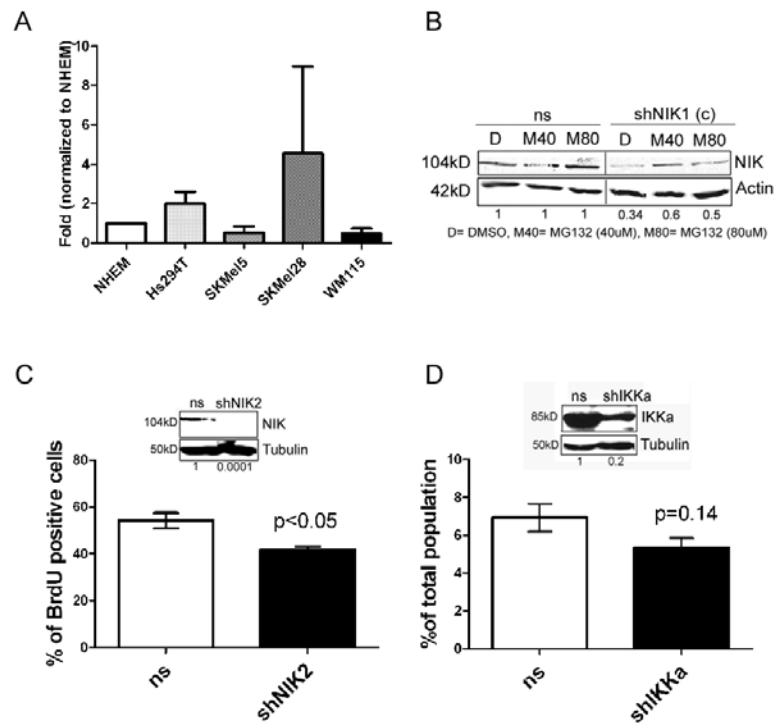 A
Fold (normalized to NHEM)
10
8
6
4
2
0
NHEM
Hs294T
SKMel5
SKMel28
WM115
B
ns shNIK1 (c)
D M40 M80 D M40 M80
104kD NIK
42kD Actin
1 1 1 0.34 0.6 0.5
D= DMSO, M40= MG132 (40uM), M80= MG132 (80uM)
C
ns shNIK2
104kD NIK
50kD Tubulin
1 0.0001
% of BrdU positive cells
80
60
40
20
0
p<0.05
ns
shNIK2
D
ns shIKKa
85kD IKKa
50kD Tubulin
1 0.2
%of total population
10
8
6
4
2
0
p=0.14
ns
shIKKa